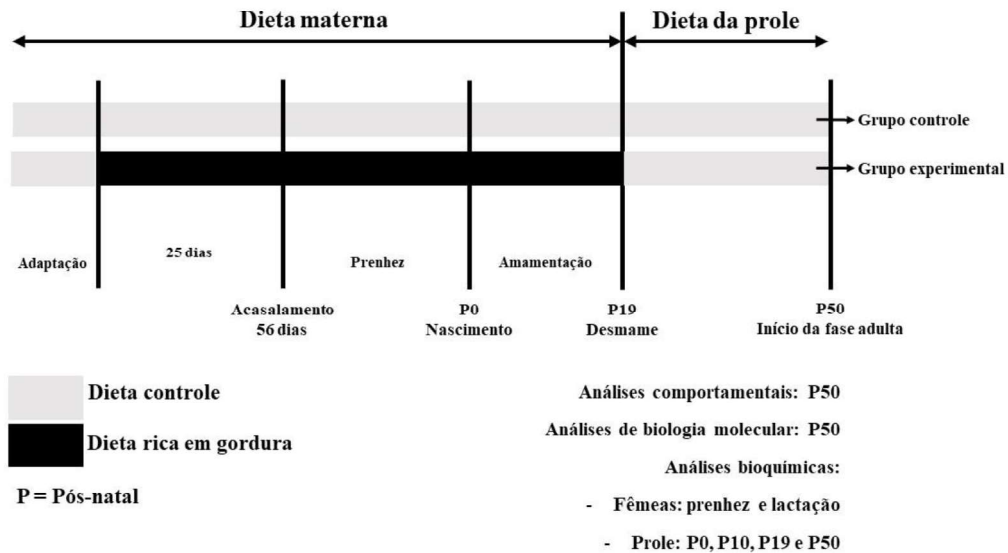 Dieta materna
Dieta da prole
Grupo controle
Grupo experimental
Adaptação
25 dias
Prenhez
Amamentação
Acasalamento
56 dias
P0
Nascimento
P19
Desmame
P50
Início da fase adulta
Dieta controle
Dieta rica em gordura
P = Pós-natal
Análises comportamentais: P50
Análises de biologia molecular: P50
Análises bioquímicas:
- Fêmeas: prenhez e lactação
- Prole: P0, P10, P19 e P50